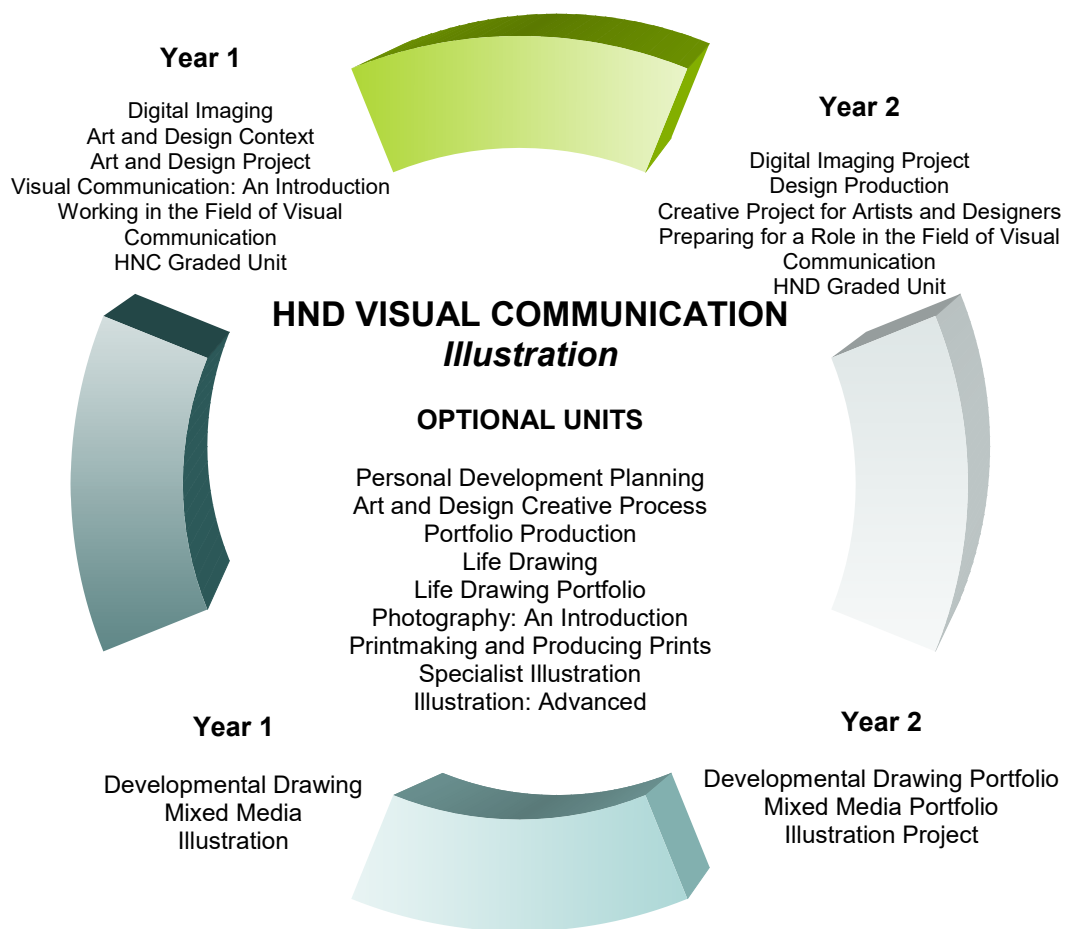 Year 1
Digital Imaging
Art and Design Context
Art and Design Project
Visual Communication: An Introduction
Working in the Field of Visual
Communication
HNC Graded Unit
Year 2
Digital Imaging Project
Design Production
Creative Project for Artists and Designers
Preparing for a Role in the Field of Visual
Communication
HND Graded Unit
HND VISUAL COMMUNICATION
Illustration
OPTIONAL UNITS
Personal Development Planning
Art and Design Creative Process
Portfolio Production
Life Drawing
Life Drawing Portfolio
Photography: An Introduction
Printmaking and Producing Prints
Specialist Illustration
Illustration: Advanced
Year 1
Developmental Drawing
Mixed Media
Illustration
Year 2
Developmental Drawing Portfolio
Mixed Media Portfolio
Illustration Project